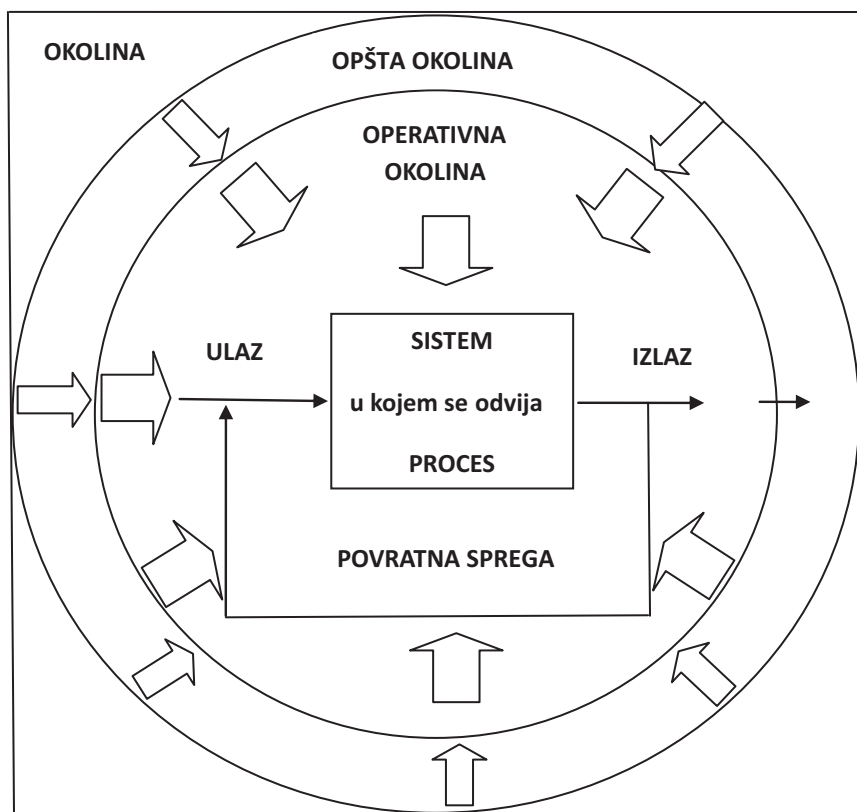 OKOLINA
OPŠTA OKOLINA
OPERATIVNA
OKOLINA
ULAZ
SISTEM
u kojem se odvija
PROCES
IZLAZ
POVRATNA SPREGA